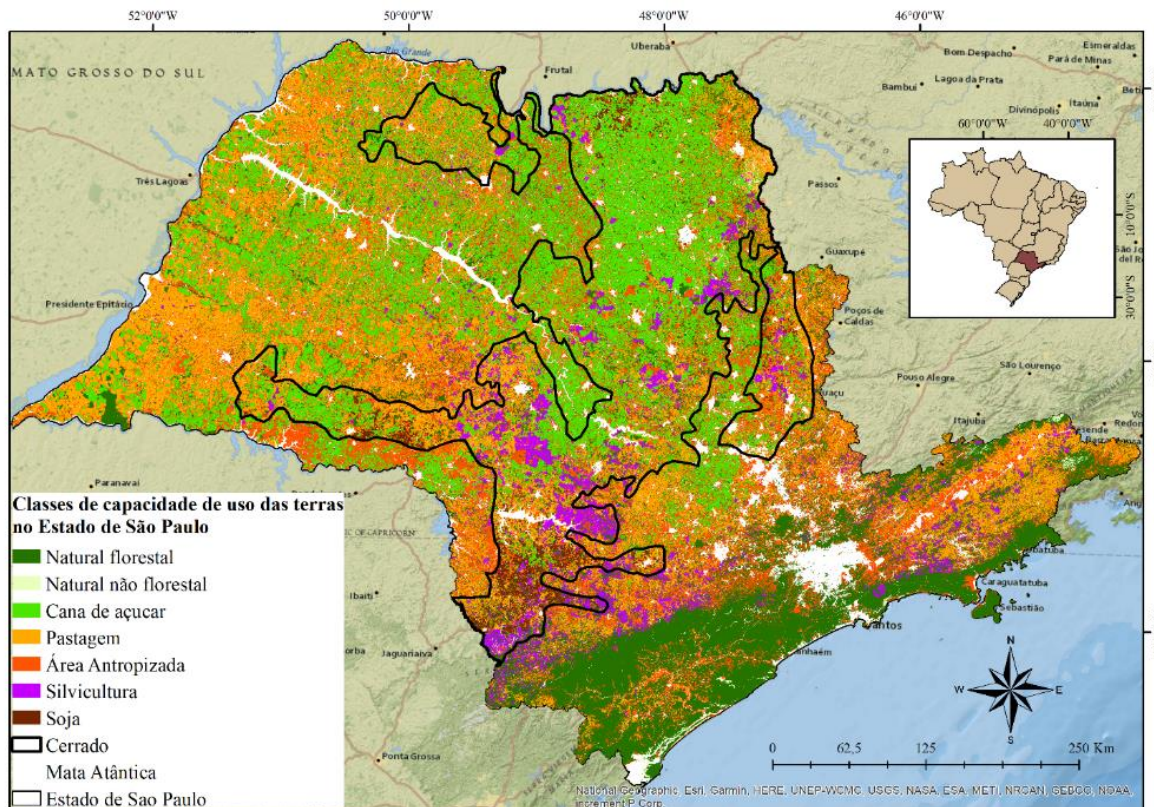 52°0'0"W
50°0'0"W
48°0'0"W
46°0'0"W
MATO GROSSO DO SUL
Rio Grande
Uberaba
Frutal
Bom Despacho
Esmeraldas
Pará de Minas
Bambuí
Lagoa da Prata
Divinópolis
Itaúna
Três Lagoas
Passos
60°0'0"W
40°0'0"W
10°0'0"S
30°0'0"S
Guaxupé
Presidente Epitácio
Poços de
Caldas
São Lourenço
Pouso Alegre
Itajubá
Paranavaí
Classes de capacidade de uso das terras
no Estado de São Paulo
Natural florestal
Natural não florestal
Cana de açucar
Pastagem
Área Antropizada
Silvicultura
Soja
Cerrado
Mata Atântica
Estado de Sao Paulo
Ibaiti
Jaguariaíva
Ponta Grossa
Caraguatatuba
Sebastião
N
W
E
S
0
62,5
125
250 Km
National Geographic, Esri, Garmin, HERE, UNEP-WCMC, USGS, NASA, ESA, METI, NRCAN, GEBCO, NOAA,
increment P Corp.